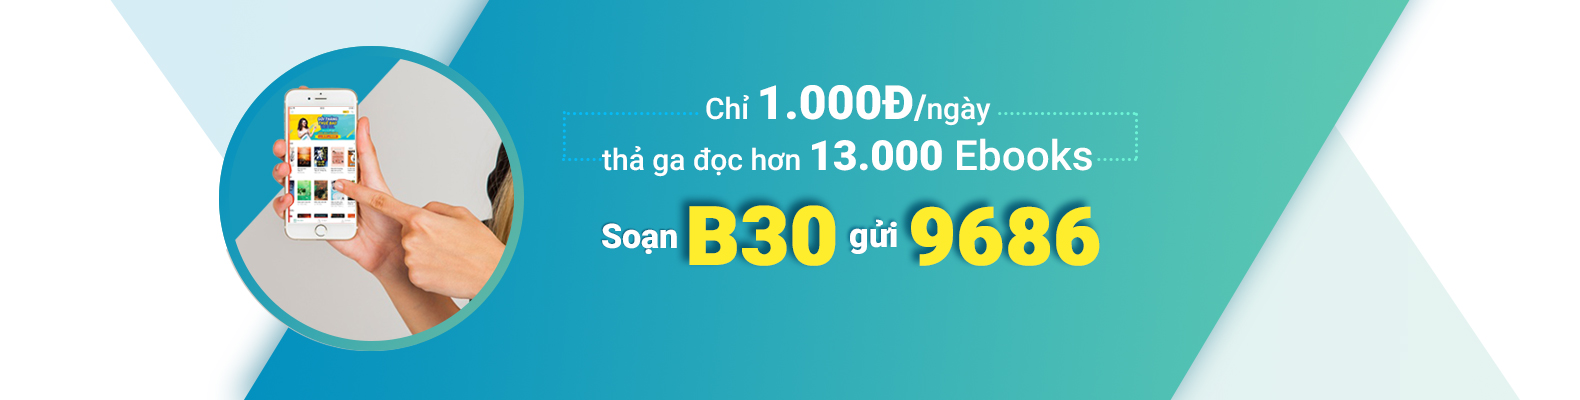 Chỉ 1.000Đ/ngày
thả ga đọc hơn 13.000 Ebooks
Soạn B30 gửi 9686